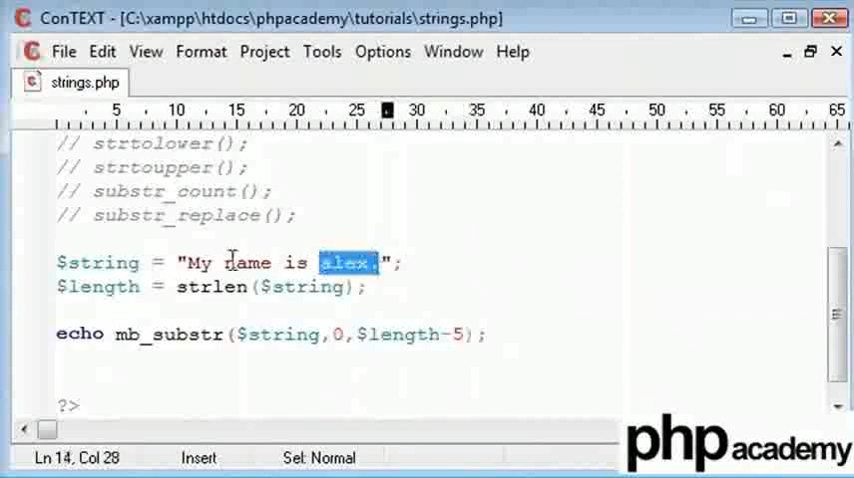 ConTEXT - [C:\xampp\htdocs\phpacademy\tutorials\strings.php]
File Edit View Format Project Tools Options Window Help
strings.php
5 10 15 20 25 30 35 40 45 50 55 60 65
// strtolower();
// strtoupper();
// substr_count();
// substr_replace();
$string = "My name is alex.";
$length = strlen($string);
echo mb_substr($string,0,$length-5);
?>
Ln 14, Col 28 Insert Sel: Normal
php academy